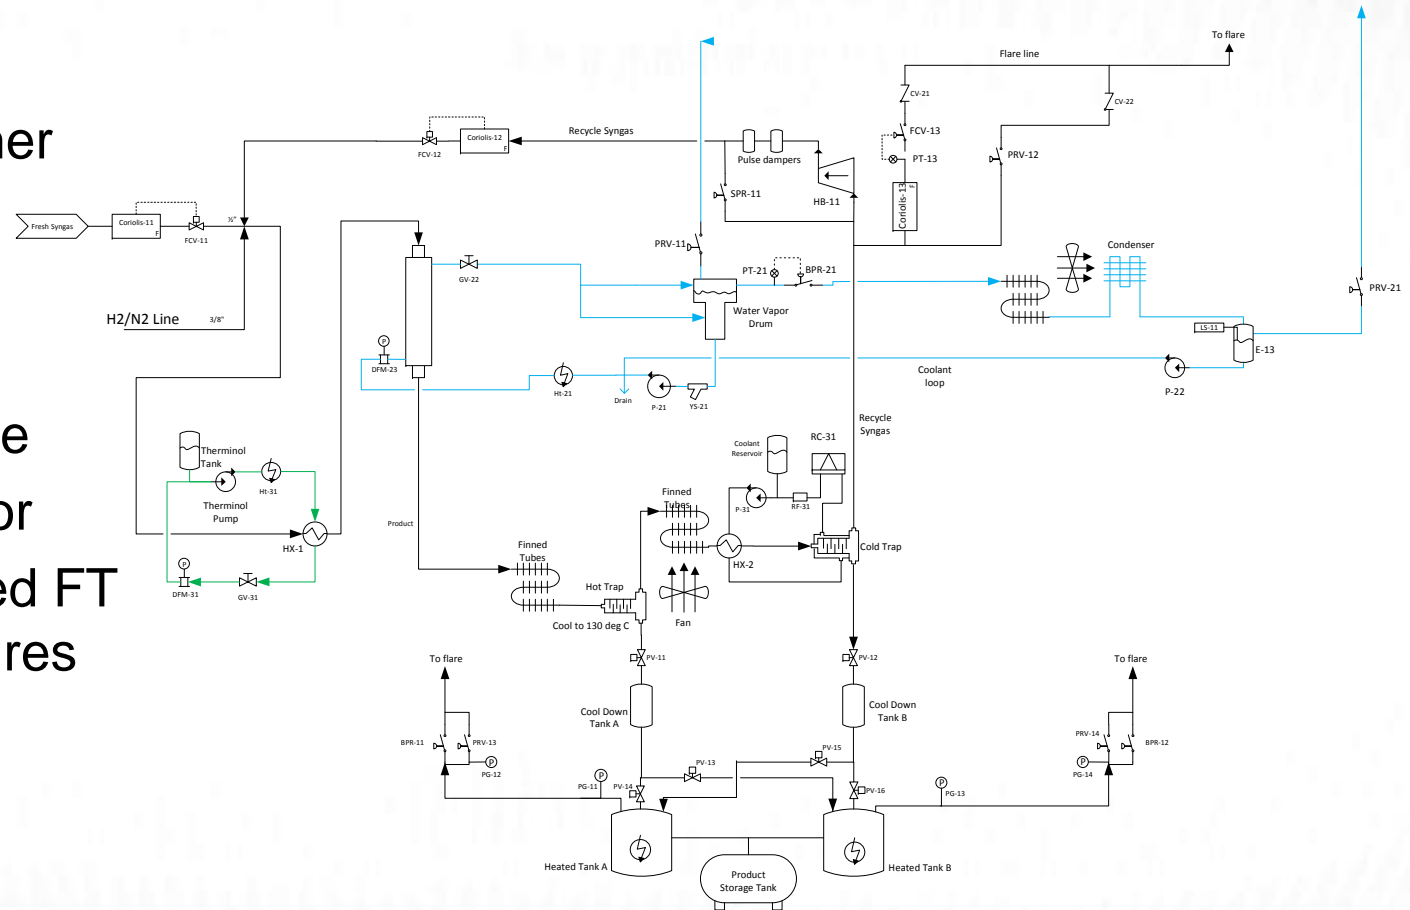 To flare
Flare line
CV-21
CV-22
ner
FCV-13
Coriolis-12
F
Recycle Syngas
FCV-12
Pulse dampers
PT-13
PRV-12
Coriolis-13
F
SPR-11
HB-11
Fresh Syngas
Coriolis-11
F
½"
FCV-11
PRV-11
Condenser
PT-21
BPR-21
GV-22
PRV-21
H2/N2 Line
3/8"
Water Vapor
Drum
LS-11
E-13
P
DFM-23
Coolant
loop
Ht-21
Drain
P-21
YS-21
P-22
Recycle
Syngas
e
RC-31
Coolant
Reservoir
Therminol
Tank
Ht-31
Finned
Tubes
P-31
RF-31
or
Therminol
Pump
Product
HX-1
Finned
Tubes
HX-2
Cold Trap
P
DFM-31
GV-31
ed FT
Hot Trap
Cool to 130 deg C
Fan
res
To flare
PV-11
PV-12
To flare
Cool Down
Tank A
Cool Down
Tank B
BPR-11
PRV-13
P
PG-12
PV-15
PRV-14
BPR-12
P
PG-14
PV-13
P
PG-11
PV-14
PV-16
P
PG-13
Heated Tank A
Heated Tank B
Product
Storage Tank